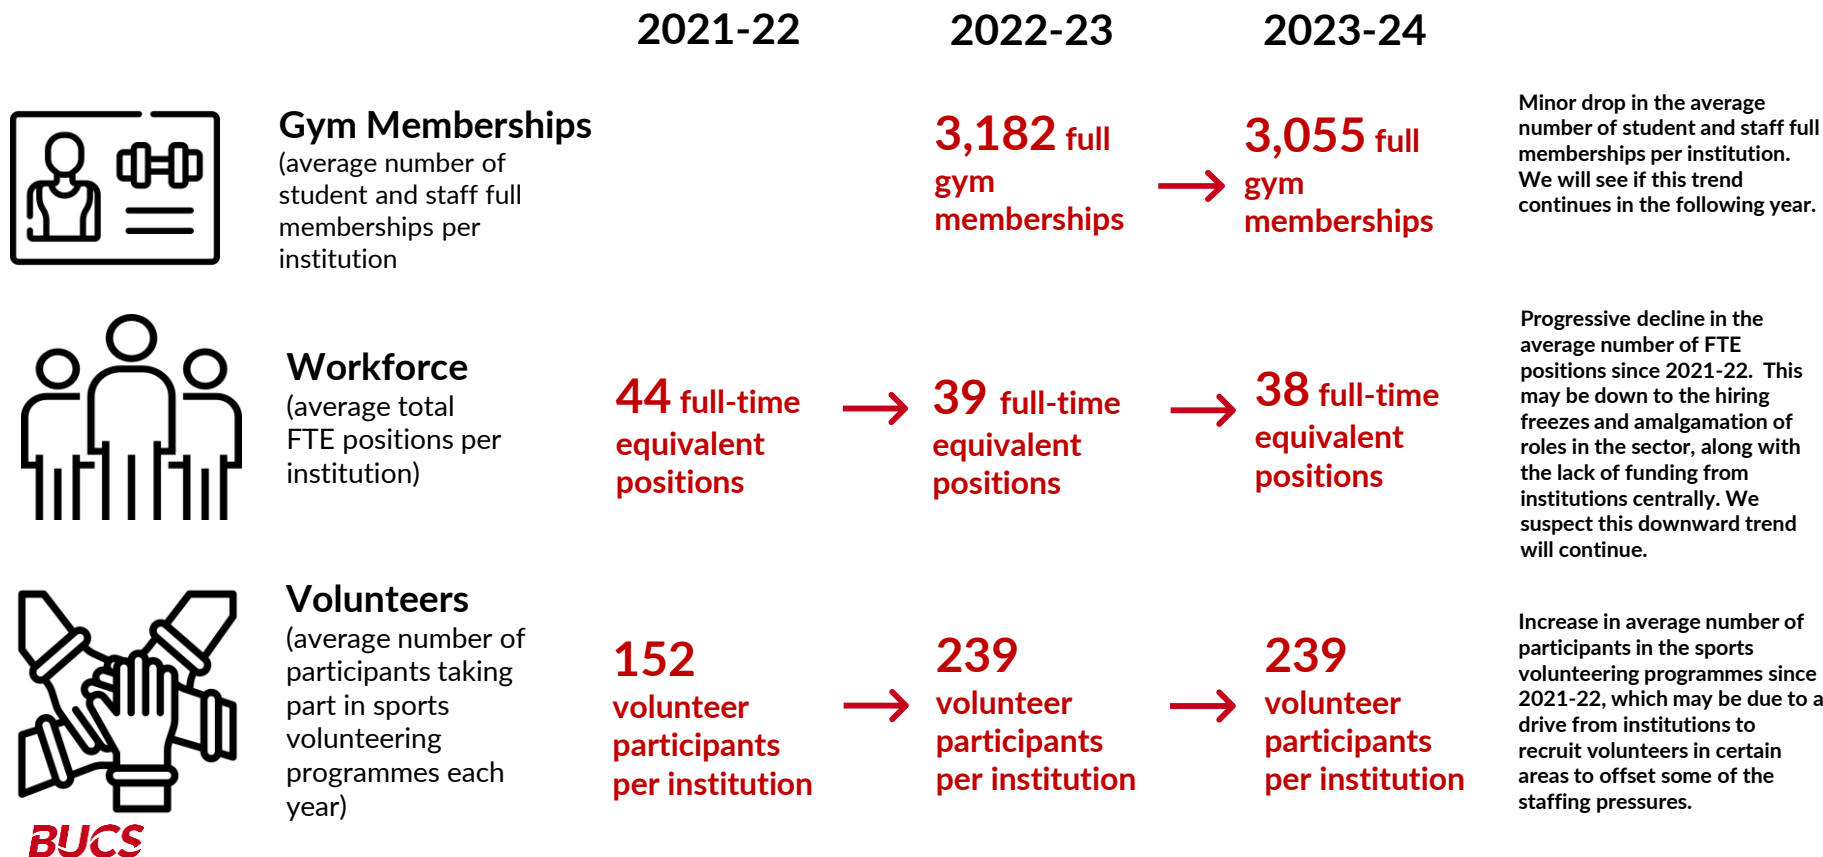 2021-22
2022-23
2023-24
Gym Memberships
(average number of
student and staff full
memberships per
institution
3,182 full
gym
memberships
3,055 full
gym
memberships
Minor drop in the average
number of student and staff full
memberships per institution.
We will see if this trend
continues in the following year.
Workforce
(average total
FTE positions per
institution)
44 full-time
equivalent
positions
39 full-time
equivalent
positions
38 full-time
equivalent
positions
Progressive decline in the
average number of FTE
positions since 2021-22. This
may be down to the hiring
freezes and amalgamation of
roles in the sector, along with
the lack of funding from
institutions centrally. We
suspect this downward trend
will continue.
Volunteers
(average number of
participants taking
part in sports
volunteering
programmes each
year)
152
volunteer
participants
per institution
239
volunteer
participants
per institution
239
volunteer
participants
per institution
Increase in average number of
participants in the sports
volunteering programmes since
2021-22, which may be due to a
drive from institutions to
recruit volunteers in certain
areas to offset some of the
staffing pressures.
BUCS